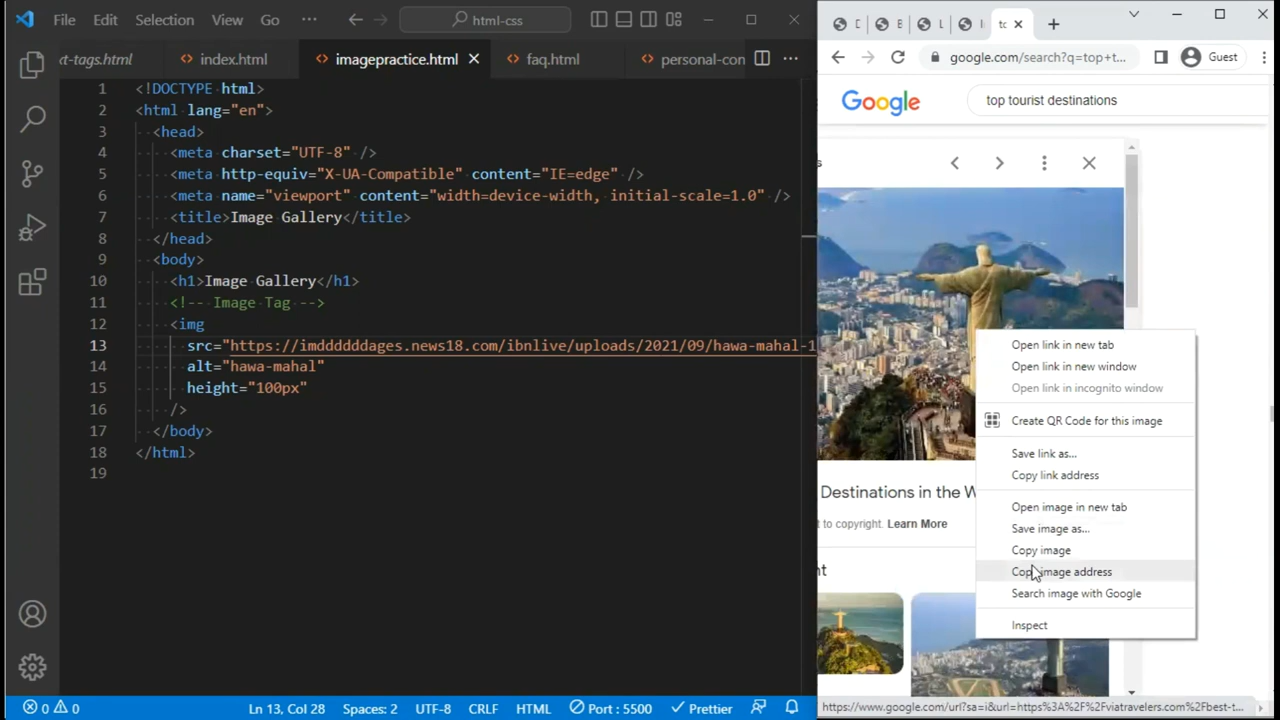 File Edit Selection View Go ··· html-css
xt-tags.html index.html imagepractice.html faq.html personal-con
1 <!DOCTYPE html>
2 <html lang="en">
3 <head>
4 <meta charset="UTF-8" />
5 <meta http-equiv="X-UA-Compatible" content="IE=edge" />
6 <meta name="viewport" content="width=device-width, initial-scale=1.0" />
7 <title>Image Gallery</title>
8 </head>
9 <body>
10 <h1>Image Gallery</h1>
11 <!-- Image Tag -->
12 <img
13 src="https://imddddddages.news18.com/ibnlive/uploads/2021/09/hawa-mahal-1
14 alt="hawa-mahal"
15 height="100px"
16 />
17 </body>
18 </html>
19
0 0 Ln 13, Col 28 Spaces: 2 UTF-8 CRLF HTML Port : 5500 Prettier
google.com/search?q=top+t... Guest
Google top tourist destinations
Open link in new tab
Open link in new window
Open link in incognito window
Create QR Code for this image
Save link as...
Copy link address
Open image in new tab
Save image as...
Copy image
Copy image address
Search image with Google
Inspect
Destinations in the W
t to copyright. Learn More
nt
https://www.google.com/url?sa=i&url=https%3A%2F%2Fviatravelers.com%2Fbest-t...